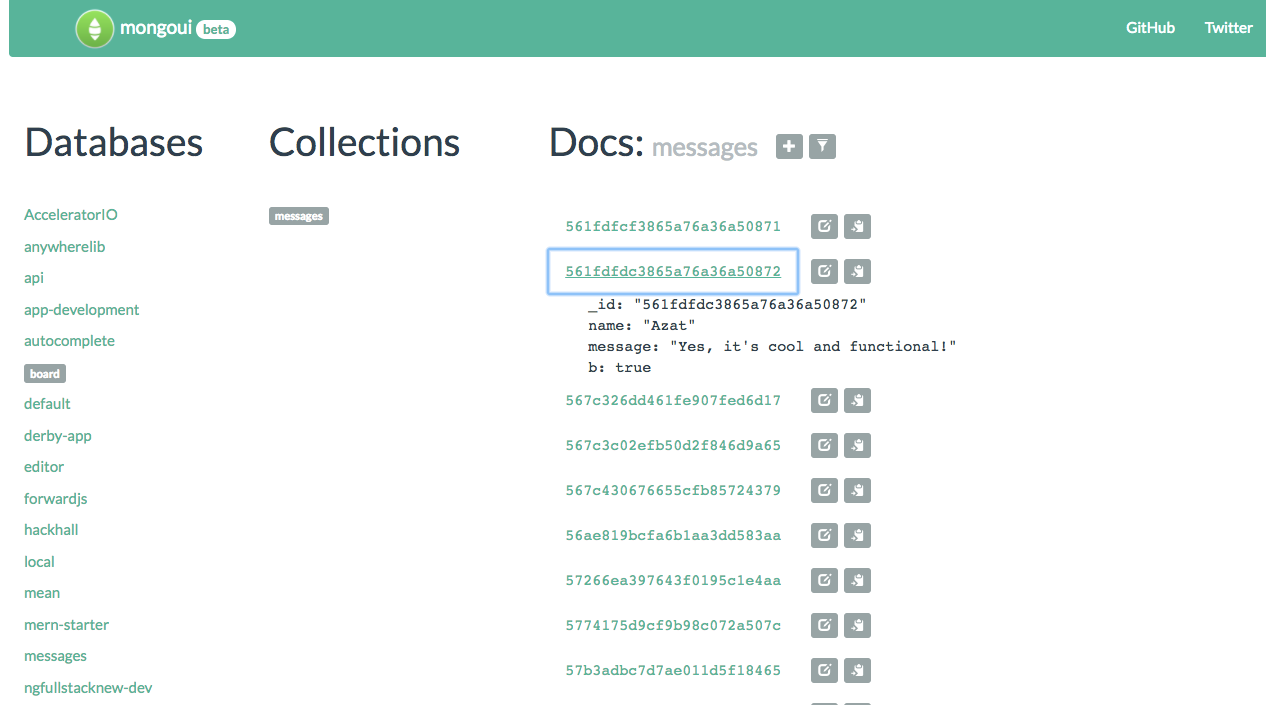 mongoui beta
GitHub Twitter
Databases
AcceleratorIO
anywherelib
api
app-development
autocomplete
board
default
derby-app
editor
forwardjs
hackhall
local
mean
mern-starter
messages
ngfullstacknew-dev
Collections
messages
Docs: messages
561fdfcf3865a76a36a50871
561fdfdc3865a76a36a50872
_id: "561fdfdc3865a76a36a50872"
name: "Azat"
message: "Yes, it's cool and functional!"
b: true
567c326dd461fe907fed6d17
567c3c02efb50d2f846d9a65
567c430676655cfb85724379
56ae819bcfa6b1aa3dd583aa
57266ea397643f0195c1e4aa
5774175d9cf9b98c072a507c
57b3adbc7d7ae011d5f18465